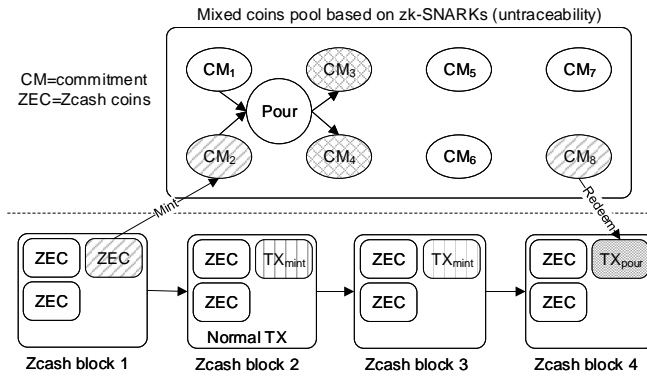 Mixed coins pool based on zk-SNARKs (untraceability)
CM=commitment
ZEC=Zcash coins
CM1
CM3
CM5
CM7
Pour
CM2
CM4
CM6
CM8
Mint
Redeem
ZEC ZEC
ZEC
ZEC TXmint
ZEC
Normal TX
ZEC TXmint
ZEC
ZEC TXpour
ZEC
Zcash block 1
Zcash block 2
Zcash block 3
Zcash block 4